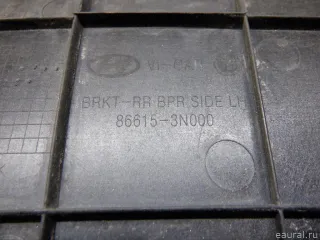 BRKT-RR BPR SIDE LH
86615-3N000
© eaural.ru